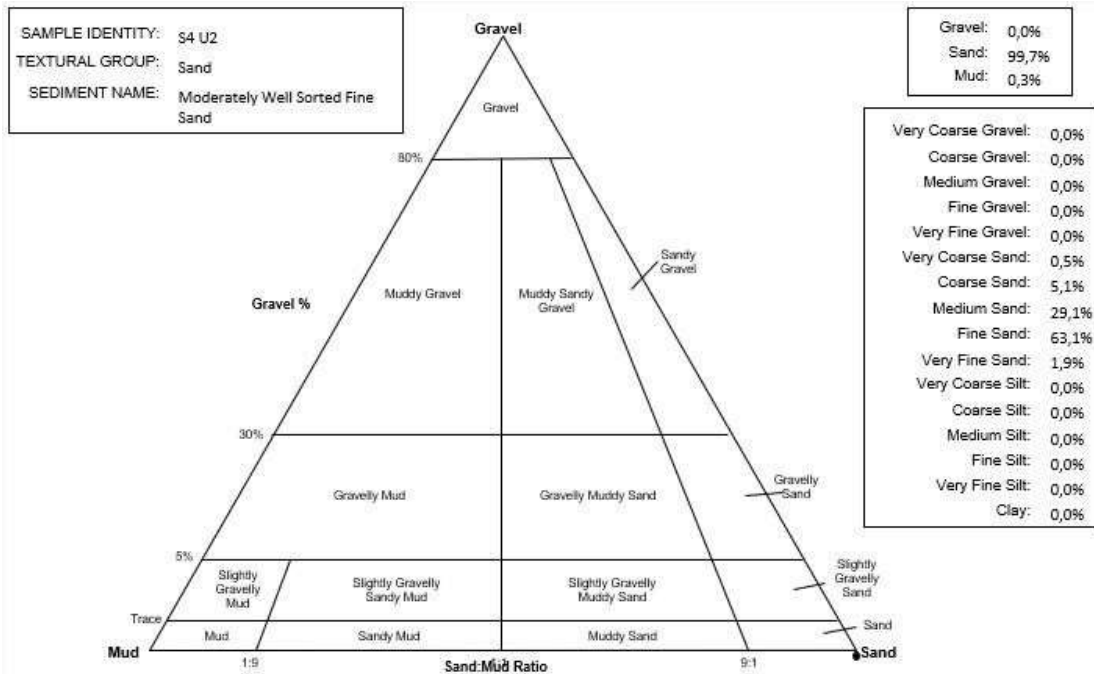 SAMPLE IDENTITY: S4 U2
TEXTURAL GROUP: Sand
SEDIMENT NAME: Moderately Well Sorted Fine
Sand
Gravel: 0,0%
Sand: 99,7%
Mud: 0,3%
Very Coarse Gravel: 0,0%
Coarse Gravel: 0,0%
Medium Gravel: 0,0%
Fine Gravel: 0,0%
Very Fine Gravel: 0,0%
Very Coarse Sand: 0,5%
Coarse Sand: 5,1%
Medium Sand: 29,1%
Fine Sand: 63,1%
Very Fine Sand: 1,9%
Very Coarse Silt: 0,0%
Coarse Silt: 0,0%
Medium Silt: 0,0%
Fine Silt: 0,0%
Very Fine Silt: 0,0%
Clay: 0,0%
Gravel
Gravel
80%
Sandy
Gravel
Muddy Gravel
Muddy Sandy
Gravel
Gravel %
30%
Gravelly Mud
Gravelly Muddy Sand
Gravelly
Sand
5%
Slightly
Gravelly
Mud
Slightly Gravelly
Sandy Mud
Slightly Gravelly
Muddy Sand
Slightly
Gravelly
Sand
Trace
Mud
Sandy Mud
Muddy Sand
Sand
Mud
Sand
1:9
9:1
Sand:Mud Ratio